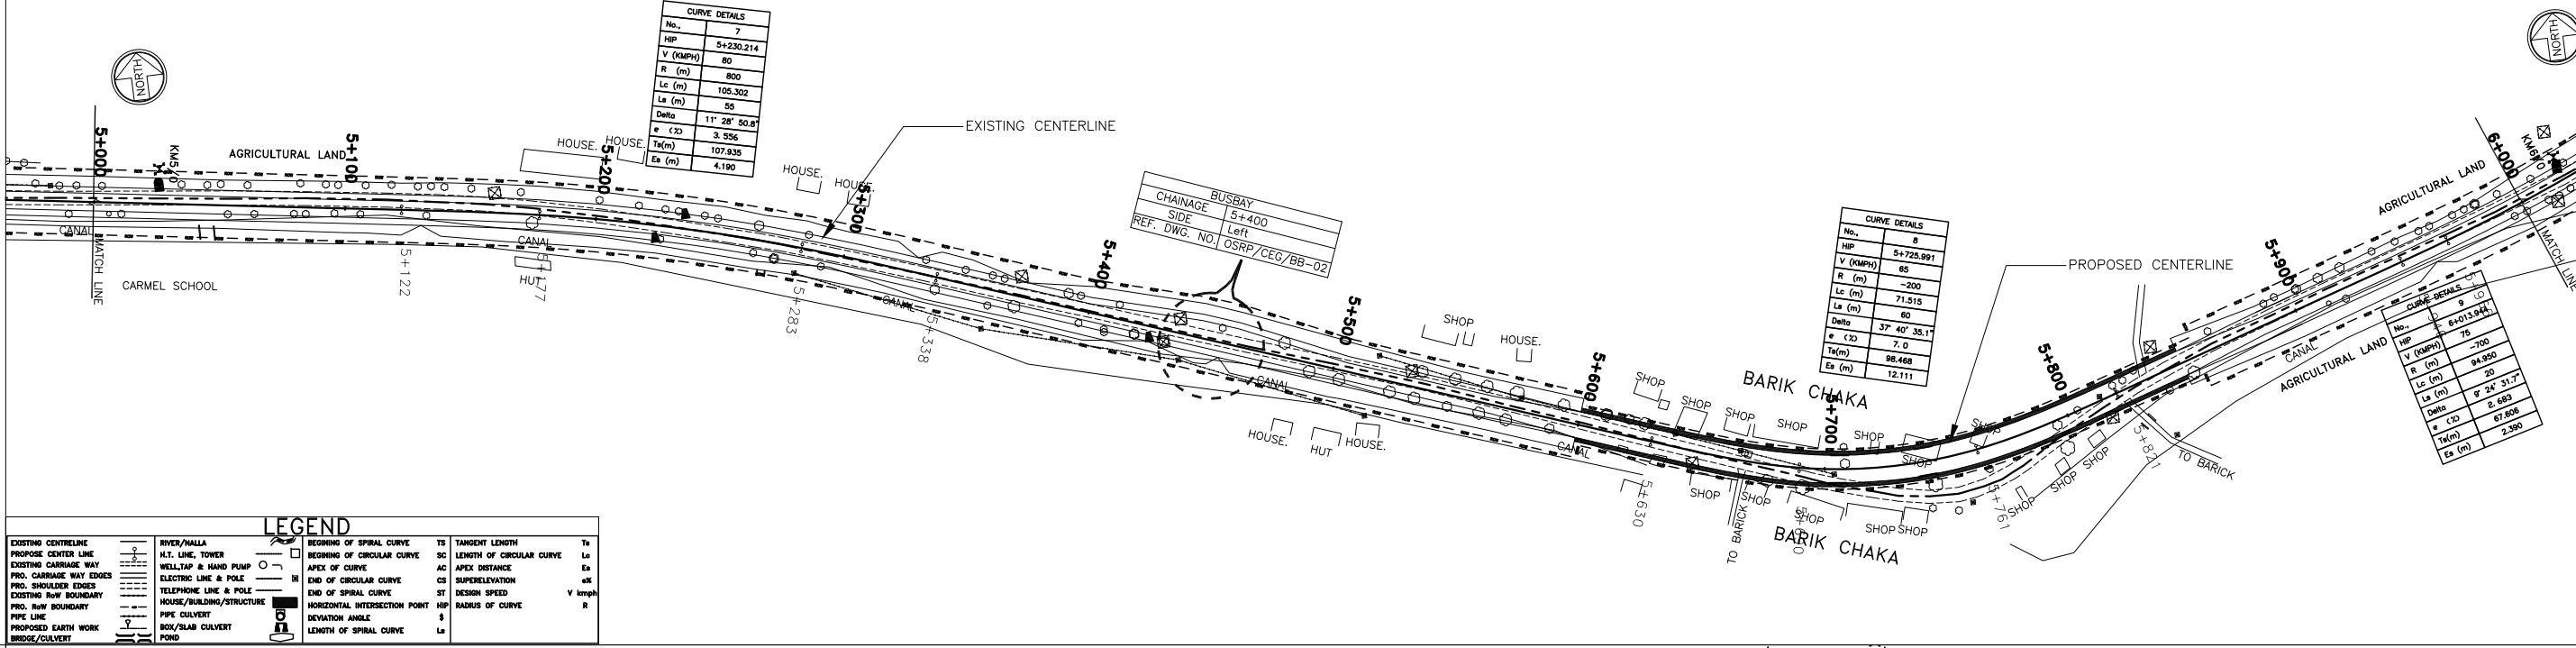 CURVE DETAILS
No., 7
HIP 5+230.214
V (KMPH) 80
R (m) 800
Lc (m) 105.302
Ls (m) 55
Delta 11° 28' 50.8"
e (%) 3.556
Ts(m) 107.935
Es (m) 4.190
NORTH
NORTH
EXISTING CENTERLINE
5+000
5+100
5+200
5+300
5+400
5+500
5+600
5+700
5+800
5+900
6+000
AGRICULTURAL LAND
HOUSE.
HOUSE.
HOUSE.
HOUSE.
CANAL
MATCH LINE
CARMEL SCHOOL
5+122
CANAL
HUT
5+177
5+283
CANAL
5+338
BUSBAY
CHAINAGE 5+400
SIDE Left
REF. DWG. NO. OSRP/CEG/BB-02
CANAL
SHOP
HOUSE.
HOUSE.
HUT
HOUSE.
CANAL
5+630
CURVE DETAILS
No., 8
HIP 5+725.991
V (KMPH) 65
R (m) -200
Lc (m) 71.515
Ls (m) 60
Delta 37° 40' 35.1"
e (%) 7.0
Ts(m) 98.468
Es (m) 12.111
PROPOSED CENTERLINE
BARIK CHAKA
SHOP
SHOP
SHOP
SHOP
SHOP
SHOP
SHOP
SHOP
SHOP
SHOP
SHOP SHOP
TO BARICK
BARIK CHAKA
5+761
SHOP
SHOP
SHOP
5+821
TO BARICK
CANAL
AGRICULTURAL LAND
AGRICULTURAL LAND
MATCH LINE
CURVE DETAILS
No., 9
HIP
V (KMPH) 75
R (m) -700
Lc (m) 94.950
Ls (m) 20
Delta 9° 24' 31.7"
e (%) 2.683
Ts(m) 67.606
Es (m) 2.390
LEGEND
EXISTING CENTRELINE
PROPOSE CENTER LINE
EXISTING CARRIAGE WAY
PRO. CARRIAGE WAY EDGES
PRO. SHOULDER EDGES
EXISTING RoW BOUNDARY
PRO. RoW BOUNDARY
PIPE LINE
PROPOSED EARTH WORK
BRIDGE/CULVERT
RIVER/NALLA
H.T. LINE, TOWER
WELL,TAP & HAND PUMP
ELECTRIC LINE & POLE
TELEPHONE LINE & POLE
HOUSE/BUILDING/STRUCTURE
PIPE CULVERT
BOX/SLAB CULVERT
POND
BEGINING OF SPIRAL CURVE TS
BEGINING OF CIRCULAR CURVE SC
APEX OF CURVE AC
END OF CIRCULAR CURVE CS
END OF SPIRAL CURVE ST
HORIZONTAL INTERSECTION POINT HIP
DEVIATION ANGLE $
LENGTH OF SPIRAL CURVE Ls
TANGENT LENGTH Ts
LENGTH OF CIRCULAR CURVE Lc
APEX DISTANCE Es
SUPERELEVATION e%
DESIGN SPEED V kmph
RADIUS OF CURVE R